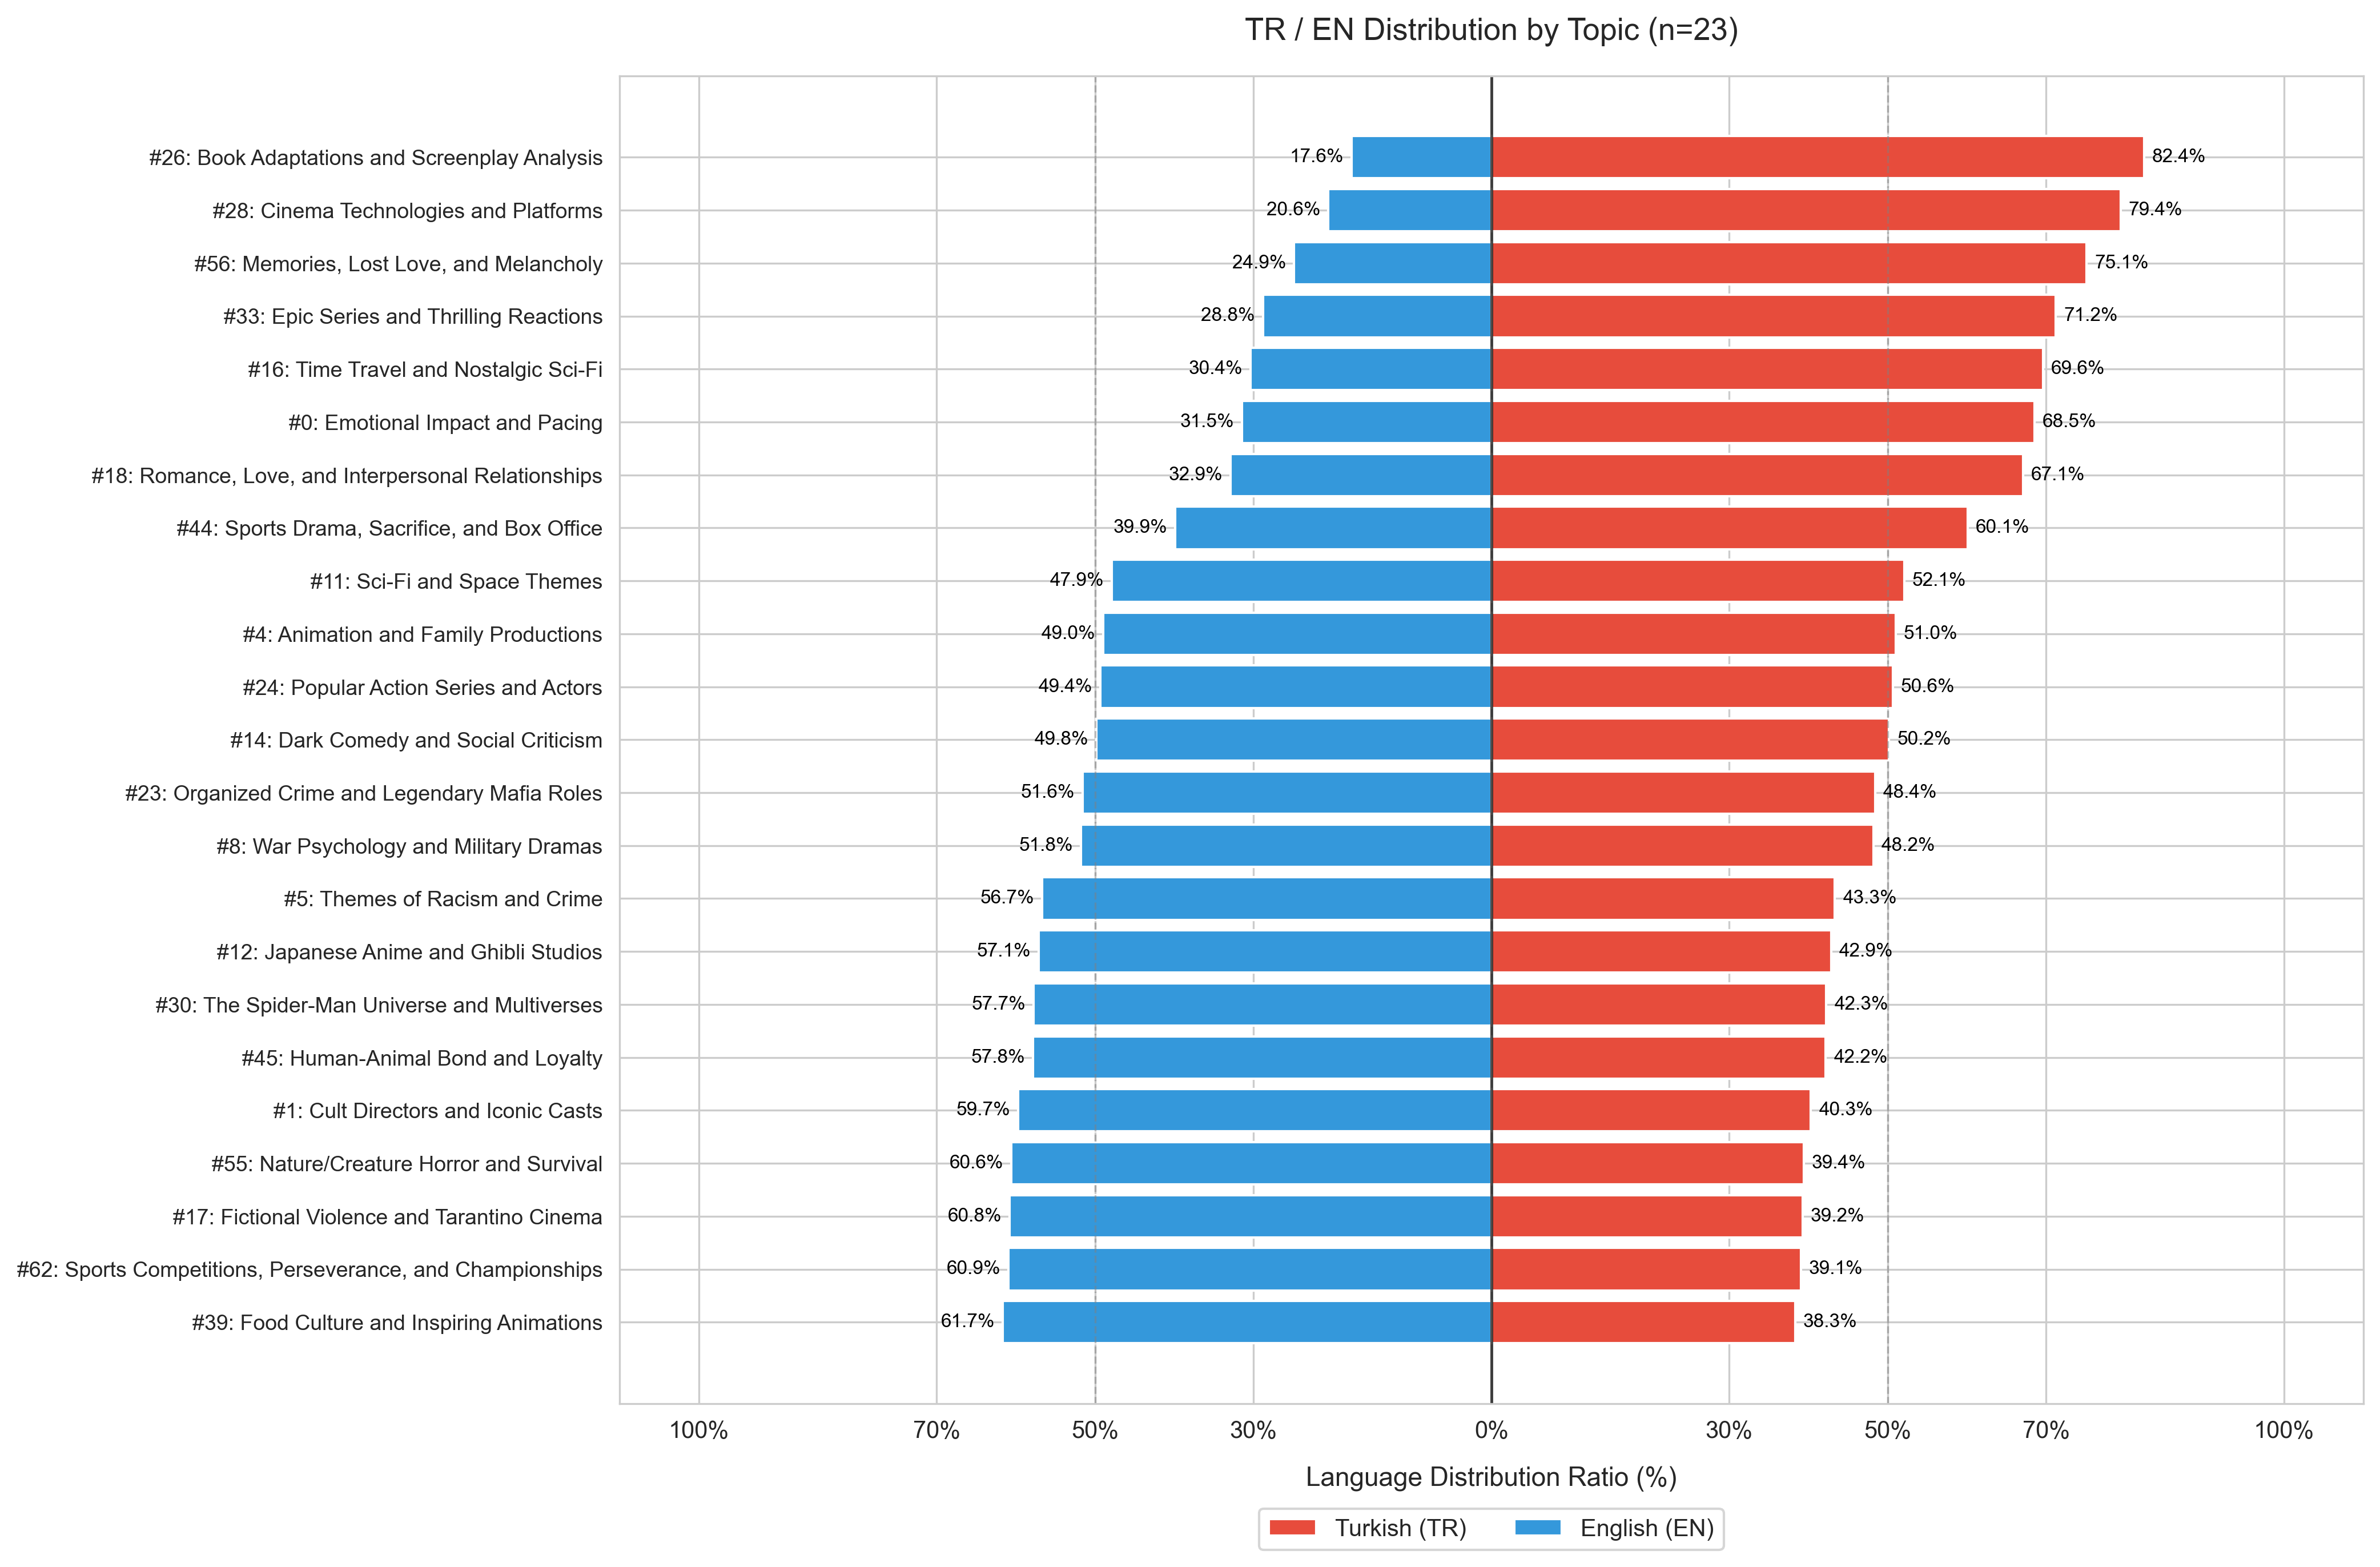 TR / EN Distribution by Topic (n=23)
#26: Book Adaptations and Screenplay Analysis 17.6% 82.4%
#28: Cinema Technologies and Platforms 20.6% 79.4%
#56: Memories, Lost Love, and Melancholy 24.9% 75.1%
#33: Epic Series and Thrilling Reactions 28.8% 71.2%
#16: Time Travel and Nostalgic Sci-Fi 30.4% 69.6%
#0: Emotional Impact and Pacing 31.5% 68.5%
#18: Romance, Love, and Interpersonal Relationships 32.9% 67.1%
#44: Sports Drama, Sacrifice, and Box Office 39.9% 60.1%
#11: Sci-Fi and Space Themes 47.9% 52.1%
#4: Animation and Family Productions 49.0% 51.0%
#24: Popular Action Series and Actors 49.4% 50.6%
#14: Dark Comedy and Social Criticism 49.8% 50.2%
#23: Organized Crime and Legendary Mafia Roles 51.6% 48.4%
#8: War Psychology and Military Dramas 51.8% 48.2%
#5: Themes of Racism and Crime 56.7% 43.3%
#12: Japanese Anime and Ghibli Studios 57.1% 42.9%
#30: The Spider-Man Universe and Multiverses 57.7% 42.3%
#45: Human-Animal Bond and Loyalty 57.8% 42.2%
#1: Cult Directors and Iconic Casts 59.7% 40.3%
#55: Nature/Creature Horror and Survival 60.6% 39.4%
#17: Fictional Violence and Tarantino Cinema 60.8% 39.2%
#62: Sports Competitions, Perseverance, and Championships 60.9% 39.1%
#39: Food Culture and Inspiring Animations 61.7% 38.3%
100% 70% 50% 30% 0% 30% 50% 70% 100%
Language Distribution Ratio (%)
Turkish (TR) English (EN)